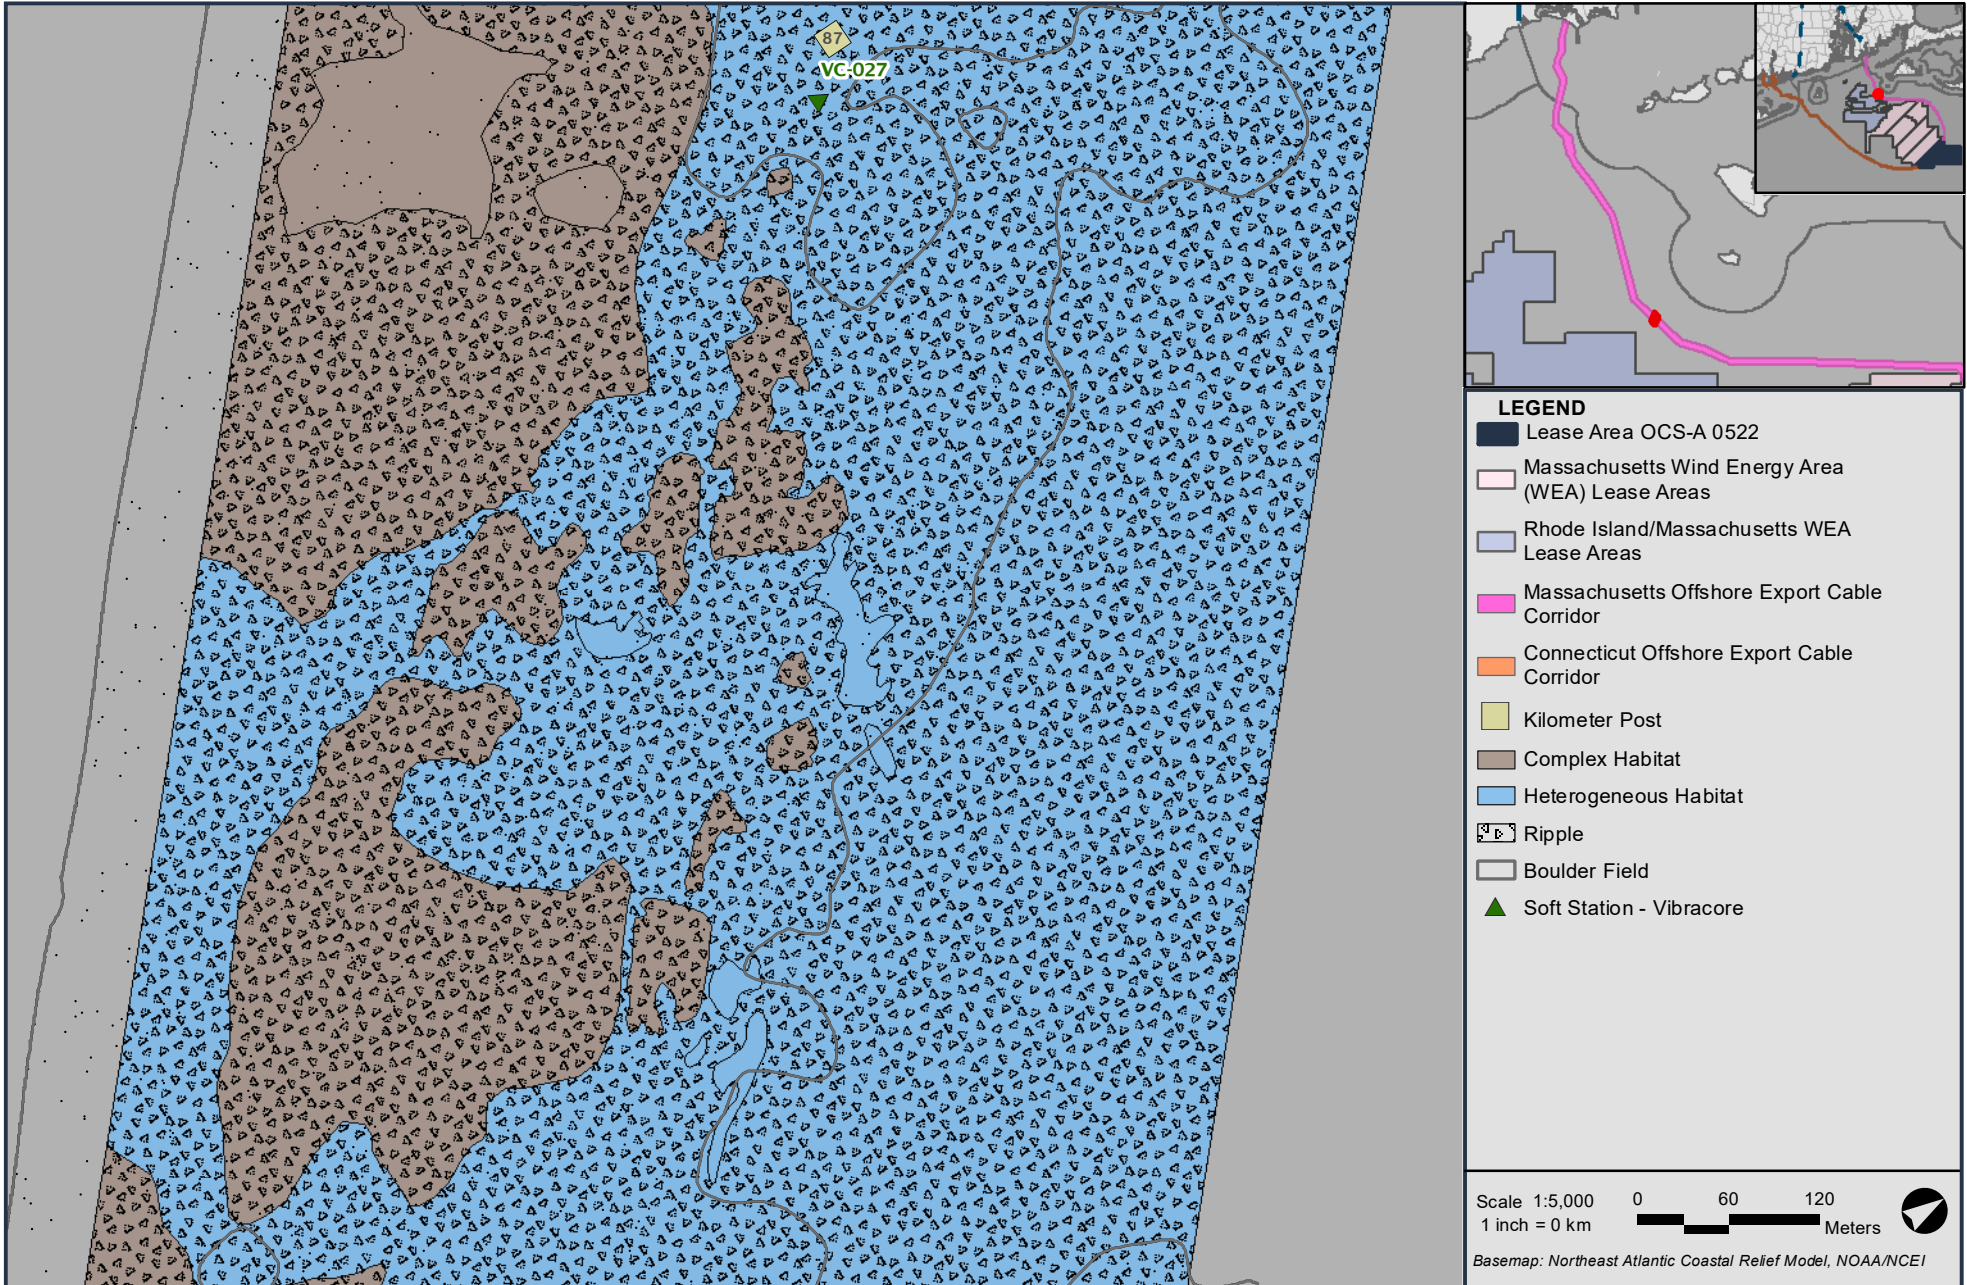 87
VC-027
LEGEND
Lease Area OCS-A 0522
Massachusetts Wind Energy Area
(WEA) Lease Areas
Rhode Island/Massachusetts WEA
Lease Areas
Massachusetts Offshore Export Cable
Corridor
Connecticut Offshore Export Cable
Corridor
Kilometer Post
Complex Habitat
Heterogeneous Habitat
Ripple
Boulder Field
Soft Station - Vibracore
Scale 1:5,000
1 inch = 0 km
0 60 120
Meters
Basemap: Northeast Atlantic Coastal Relief Model, NOAA/NCEI